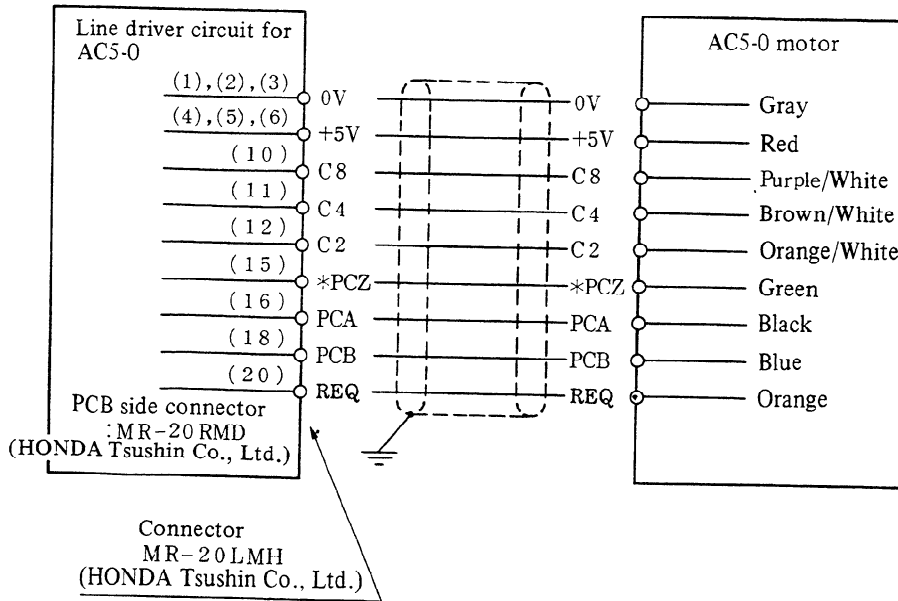 Line driver circuit for
AC5-0
(1),(2),(3)
0V
(4),(5),(6)
+5V
(10)
C8
(11)
C4
(12)
C2
(15)
*PCZ
(16)
PCA
(18)
PCB
(20)
REQ
PCB side connector
:MR-20RMD
(HONDA Tsushin Co., Ltd.)
Connector
MR-20LMH
(HONDA Tsushin Co., Ltd.)
AC5-0 motor
0V
Gray
+5V
Red
C8
Purple/White
C4
Brown/White
C2
Orange/White
*PCZ
Green
PCA
Black
PCB
Blue
REQ
Orange